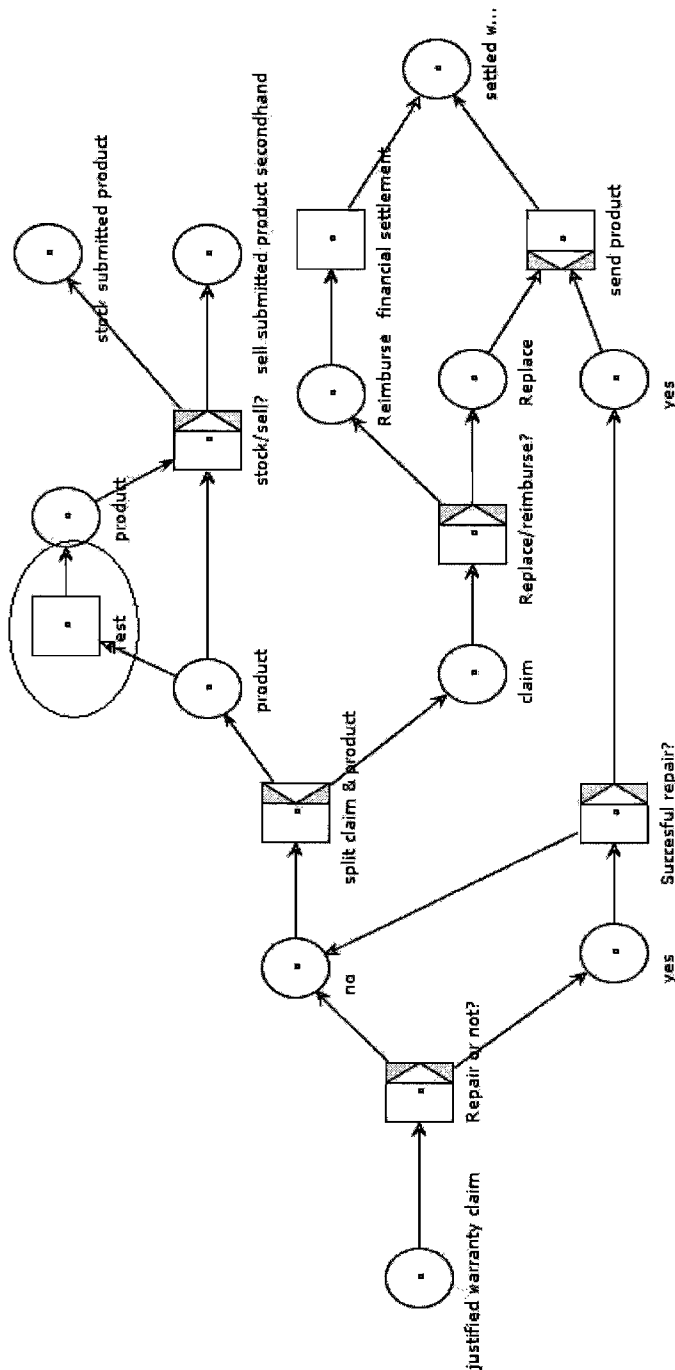 justified warranty claim
Repair or not?
no
yes
split claim & product
Succesful repair?
product
claim
test
product
stock/sell?
Replace/reimburse?
Reimburse
Replace
yes
stock submitted product
sell submitted product secondhand
financial settlement
send product
settled w...